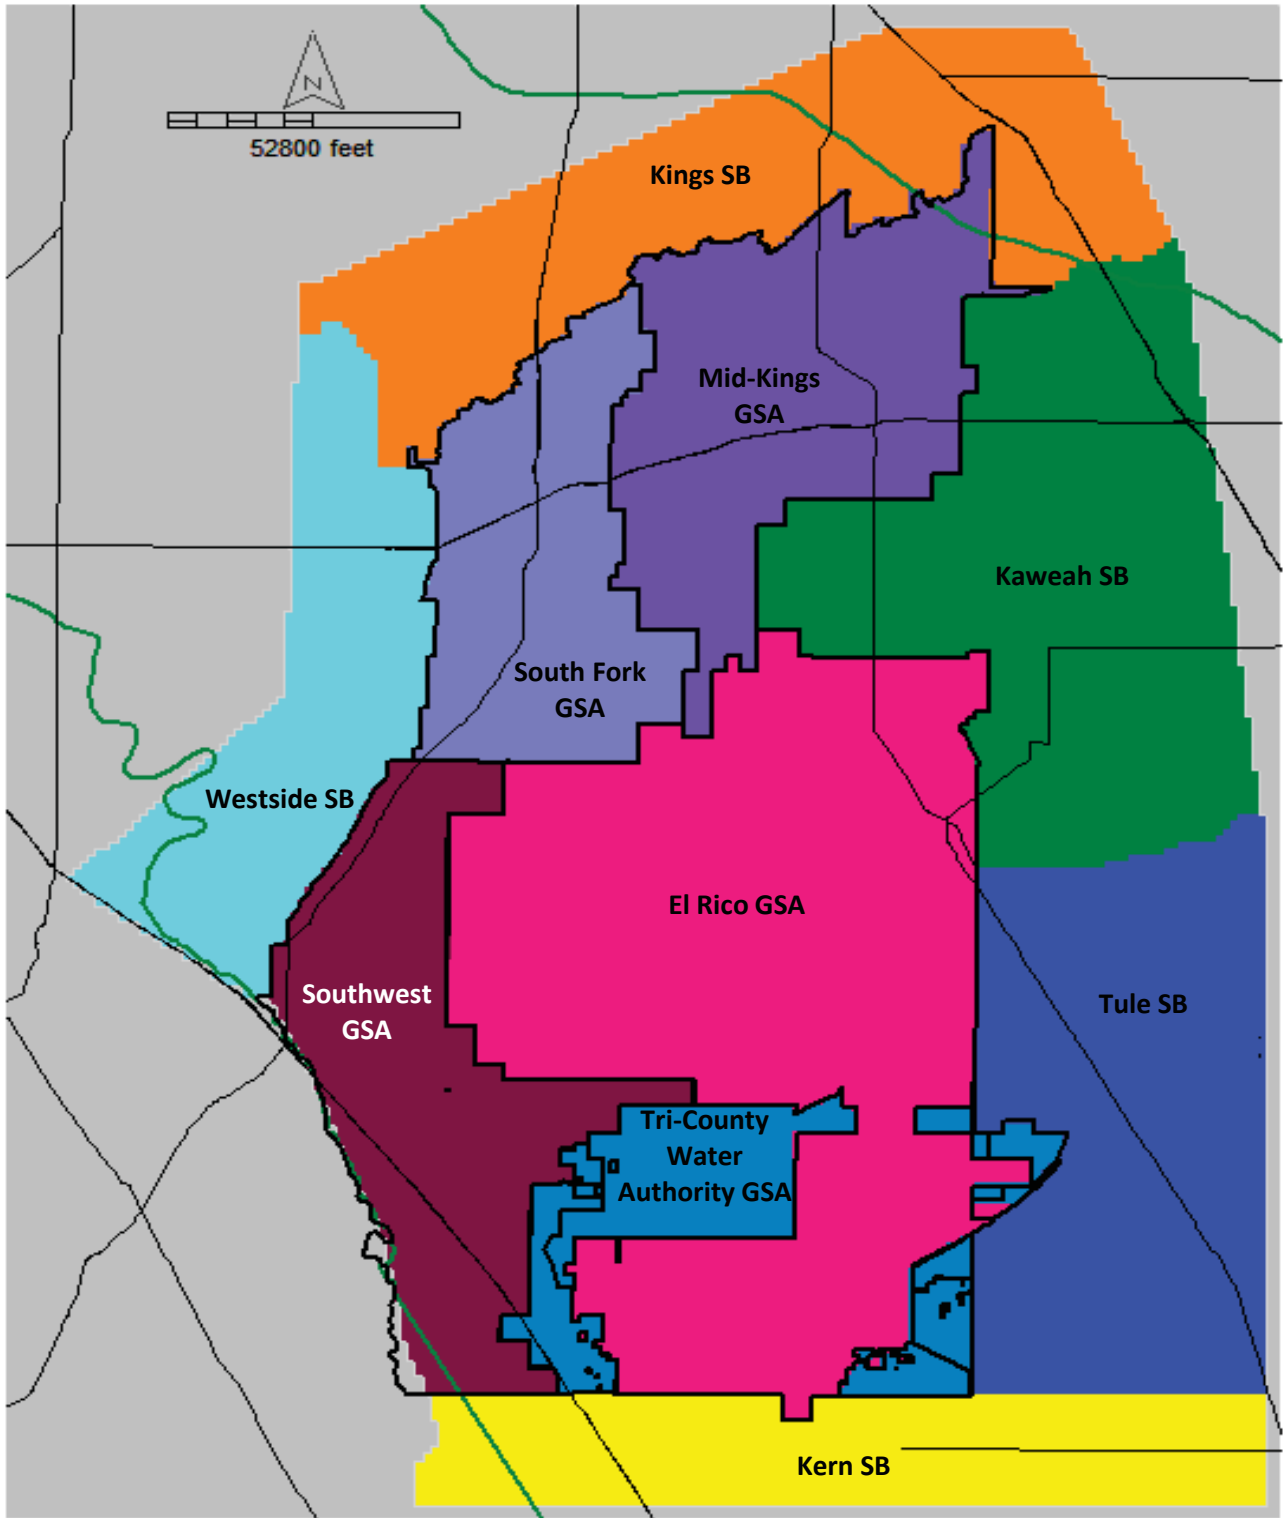 N
52800 feet
Kings SB
Mid-Kings
GSA
Kaweah SB
South Fork
GSA
Westside SB
El Rico GSA
Southwest
GSA
Tule SB
Tri-County
Water
Authority GSA
Kern SB